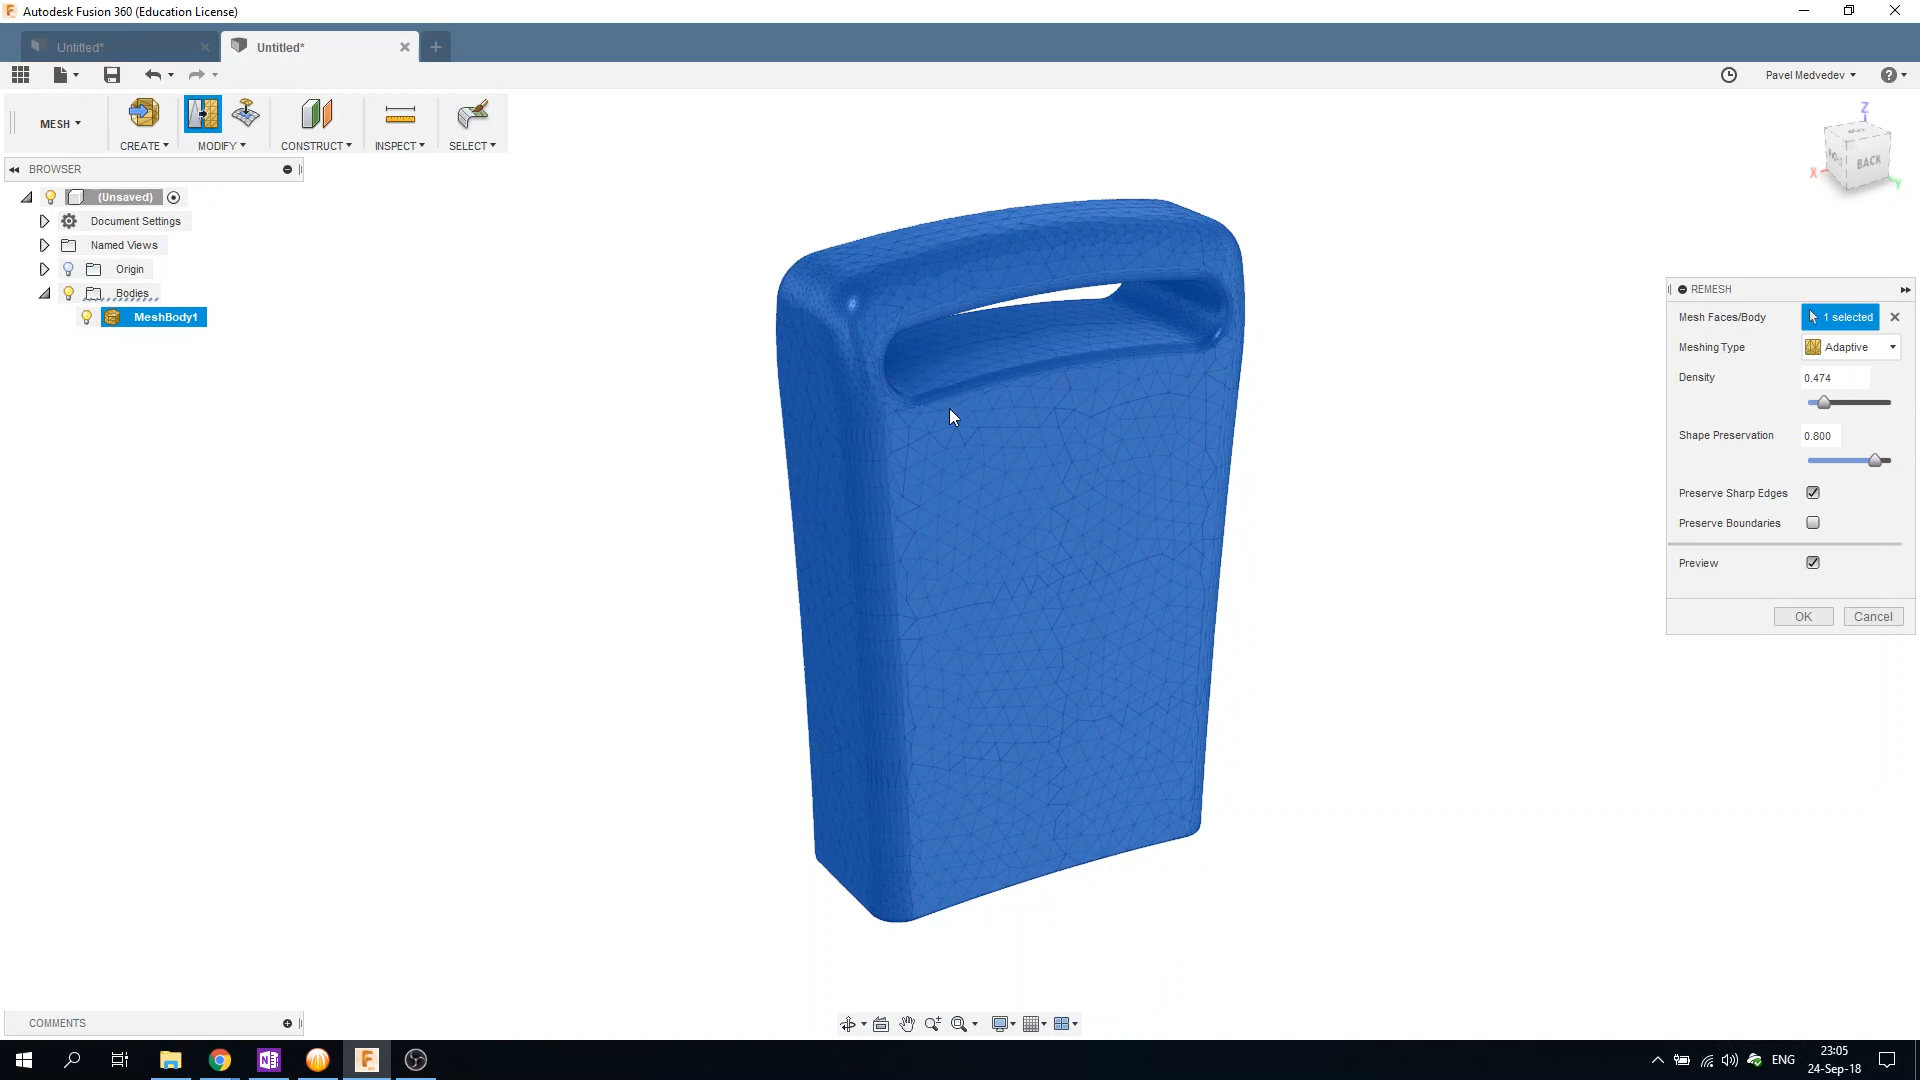 Autodesk Fusion 360 (Education License)
Untitled*
Untitled*
Pavel Medvedev
MESH
CREATE
MODIFY
CONSTRUCT
INSPECT
SELECT
BROWSER
(Unsaved)
Document Settings
Named Views
Origin
Bodies
MeshBody1
Z
BACK
X
Y
REMESH
Mesh Faces/Body
1 selected
Meshing Type
Adaptive
Density
0.474
Shape Preservation
0.800
Preserve Sharp Edges
Preserve Boundaries
Preview
OK
Cancel
COMMENTS
ENG
23:05
24-Sep-18